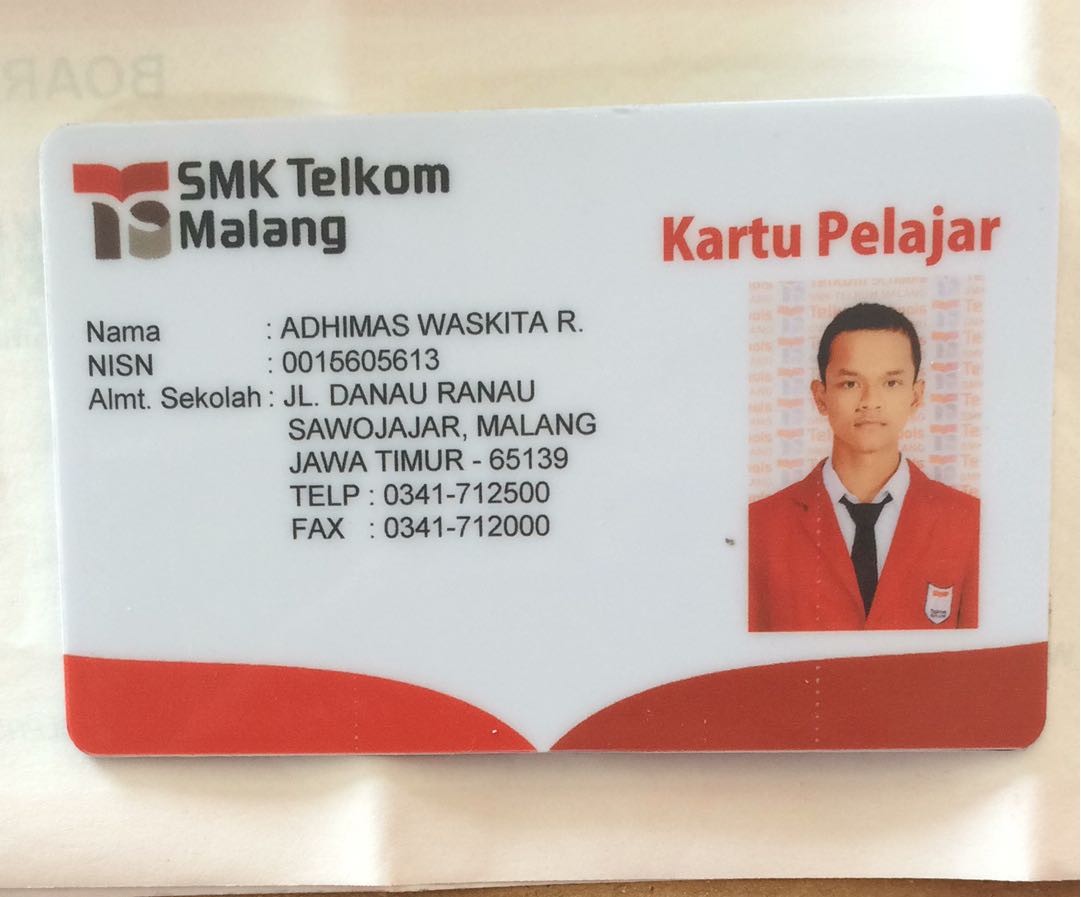 SMK Telkom
Malang
Kartu Pelajar
Nama : ADHIMAS WASKITA R.
NISN : 0015605613
Almt. Sekolah : JL. DANAU RANAU
SAWOJAJAR, MALANG
JAWA TIMUR - 65139
TELP : 0341-712500
FAX : 0341-712000